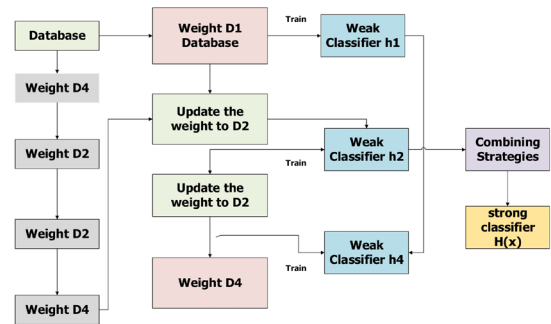 Database
Weight D1
Database
Train
Weak
Classifier h1
Weight D4
Update the
weight to D2
Weight D2
Weak
Classifier h2
Combining
Strategies
Train
Update the
weight to D2
Weight D2
strong
classifier
H(x)
Weak
Classifier h4
Weight D4
Train
Weight D4